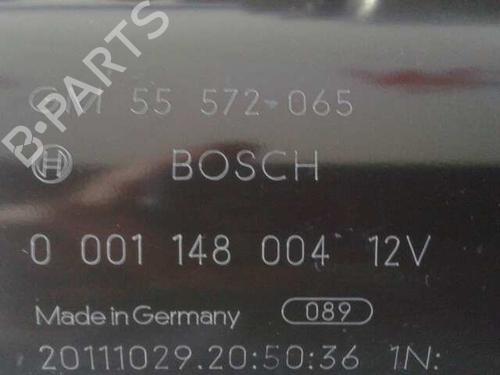 GM 55 572-065
B-PARTS
BOSCH
0 001 148 004 12V
Made in Germany 089
20111029.20:50:36 1N: